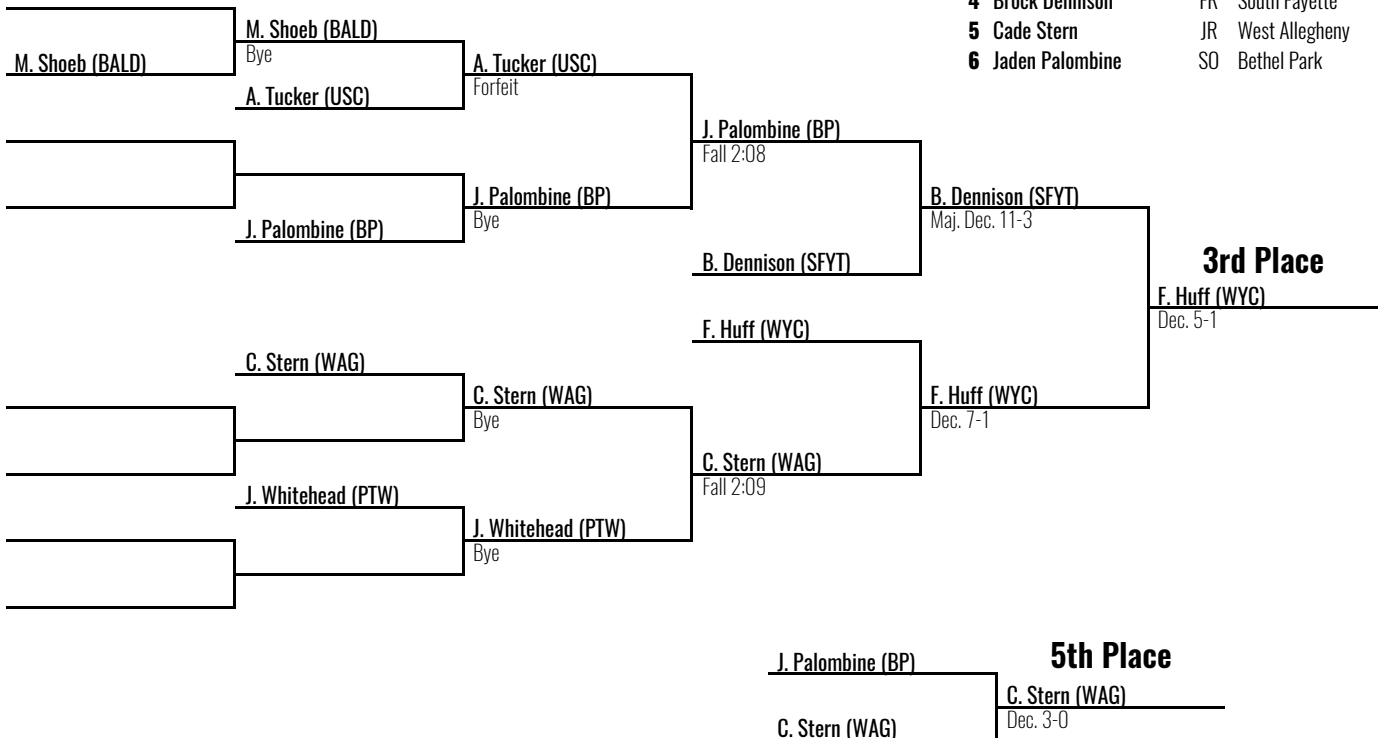 4 Brock Dennison FR South Fayette
5 Cade Stern JR West Allegheny
6 Jaden Palombine SO Bethel Park
M. Shoeb (BALD)
M. Shoeb (BALD)
Bye
A. Tucker (USC)
A. Tucker (USC)
Forfeit
J. Palombine (BP)
J. Palombine (BP)
Bye
J. Palombine (BP)
Fall 2:08
B. Dennison (SFYT)
B. Dennison (SFYT)
Maj. Dec. 11-3
3rd Place
F. Huff (WYC)
Dec. 5-1
F. Huff (WYC)
F. Huff (WYC)
Dec. 7-1
C. Stern (WAG)
C. Stern (WAG)
Bye
C. Stern (WAG)
Fall 2:09
J. Whitehead (PTW)
J. Whitehead (PTW)
Bye
5th Place
J. Palombine (BP)
C. Stern (WAG)
Dec. 3-0
C. Stern (WAG)